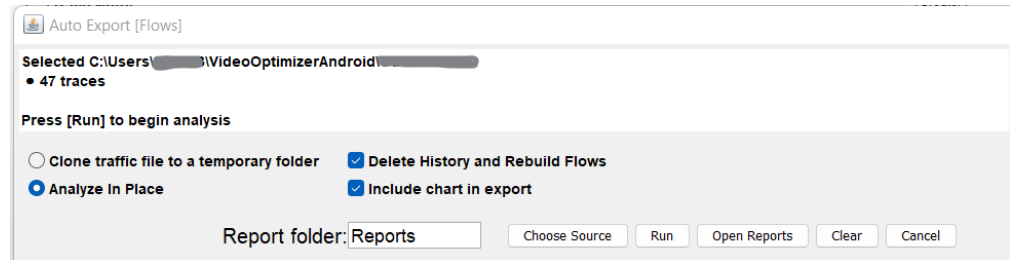 Auto Export [Flows]
Selected C:\Users\ \VideoOptimizerAndroid\
• 47 traces
Press [Run] to begin analysis
Clone traffic file to a temporary folder Delete History and Rebuild Flows
Analyze In Place Include chart in export
Report folder: Reports Choose Source Run Open Reports Clear Cancel